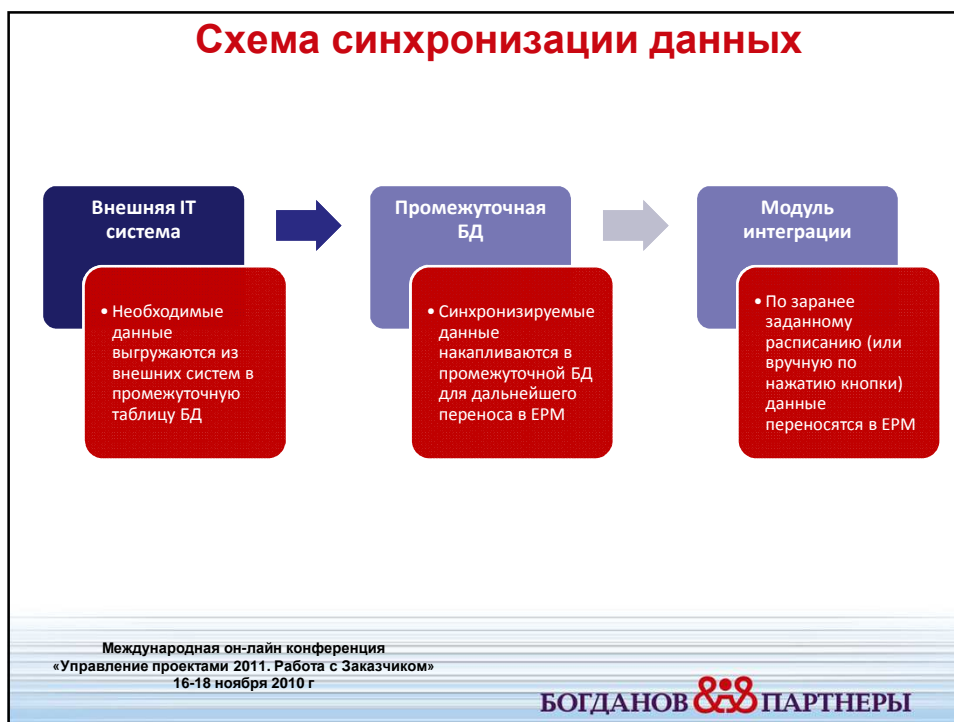 Схема синхронизации данных
Внешняя IT
система
• Необходимые
данные
выгружаются из
внешних систем в
промежуточную
таблицу БД
Промежуточная
БД
• Синхронизируемые
данные
накапливаются в
промежуточной БД
для дальнейшего
переноса в EPM
Модуль
интеграции
• По заранее
заданному
расписанию (или
вручную по
нажатию кнопки)
данные
переносятся в EPM
Международная он-лайн конференция
«Управление проектами 2011. Работа с Заказчиком»
16-18 ноября 2010 г
БОГДАНОВ & ПАРТНЕРЫ